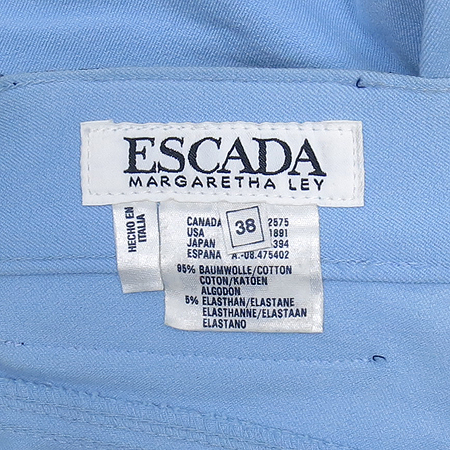 ESCADA
MARGARETHA LEY
HECHO EN
ITALIA
38
CANADA 2575
USA 1891
JAPAN 394
ESPAÑA A.-08.475402
95% BAUMWOLLE/COTTON
COTON/KATOEN
ALGODON
5% ELASTHAN/ELASTANE
ELASTHANNE/ELASTAAN
ELASTANO